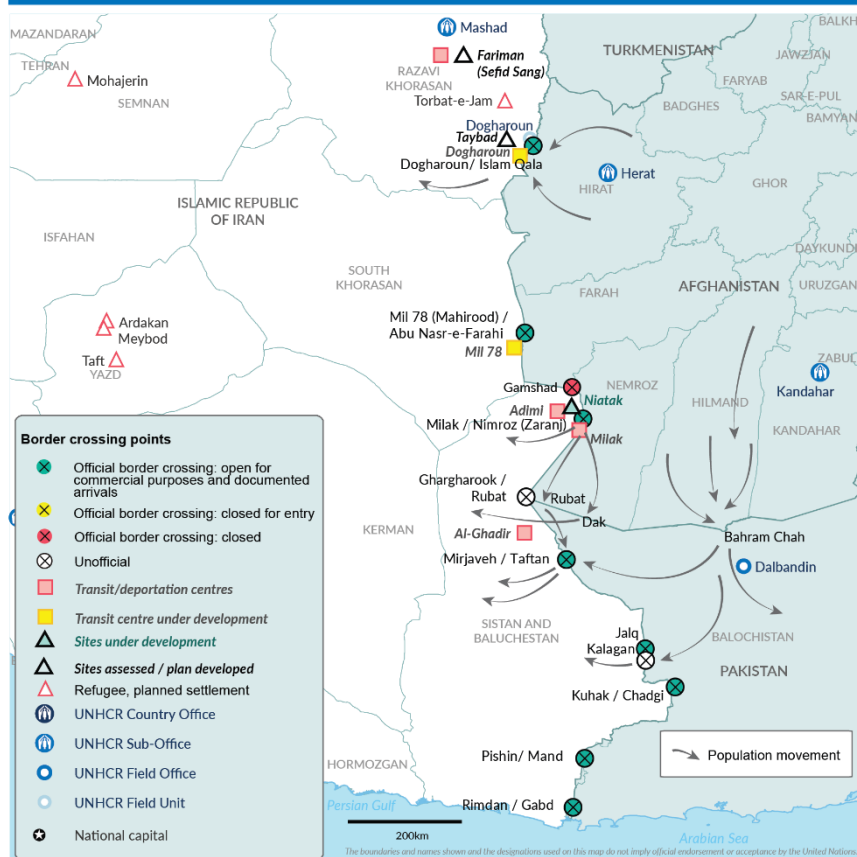 MAZANDARAN
TEHRAN
Mohajerin
SEMNAN
Mashad
Fariman
(Sefid Sang)
RAZAVI
KHORASAN
Torbat-e-Jam
Dogharoun
Taybad
Dogharoun
Dogharoun/ Islam Qala
TURKMENISTAN
BALKH
JAWZJAN
FARYAB
SAR-E-PUL
BADGHES
BAMYAN
Herat
HIRAT
GHOR
ISLAMIC REPUBLIC
OF IRAN
ISFAHAN
DAYKUNDI
SOUTH
KHORASAN
FARAH
AFGHANISTAN
URUZGAN
Mil 78 (Mahirood) /
Abu Nasr-e-Farahi
Mil 78
Ardakan
Meybod
Taft
YAZD
ZABUL
Kandahar
Gamshad
NEMROZ
Niatak
HILMAND
Adimi
Milak / Nimroz (Zaranj)
Milak
KANDAHAR
Ghargharook /
Rubat
Rubat
Dak
KERMAN
Al-Ghadir
Bahram Chah
Mirjaveh / Taftan
Dalbandin
SISTAN AND
BALUCHESTAN
Jalq
Kalagan
BALOCHISTAN
PAKISTAN
Kuhak / Chadgi
Pishin/ Mand
Rimdan / Gabd
HORMOZGAN
Persian Gulf
Arabian Sea
Border crossing points
Official border crossing: open for
commercial purposes and documented
arrivals
Official border crossing: closed for entry
Official border crossing: closed
Unofficial
Transit/deportation centres
Transit centre under development
Sites under development
Sites assessed / plan developed
Refugee, planned settlement
UNHCR Country Office
UNHCR Sub-Office
UNHCR Field Office
UNHCR Field Unit
National capital
Population movement
200km
The boundaries and names shown and the designations used on this map do not imply official endorsement or acceptance by the United Nations.